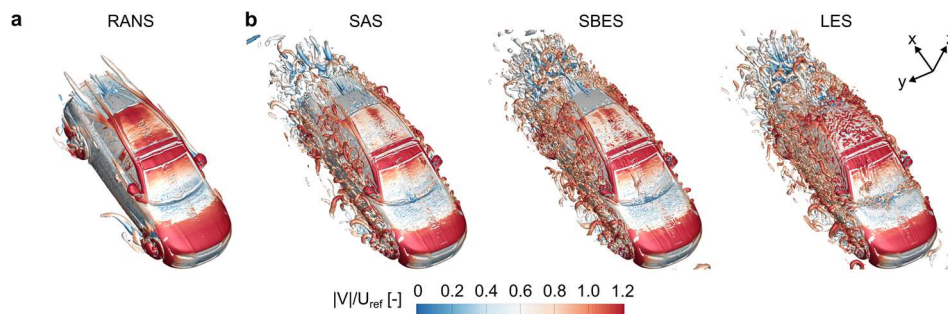 a RANS
b SAS SBES LES
x
y
|V|/U_ref [-] 0 0.2 0.4 0.6 0.8 1.0 1.2